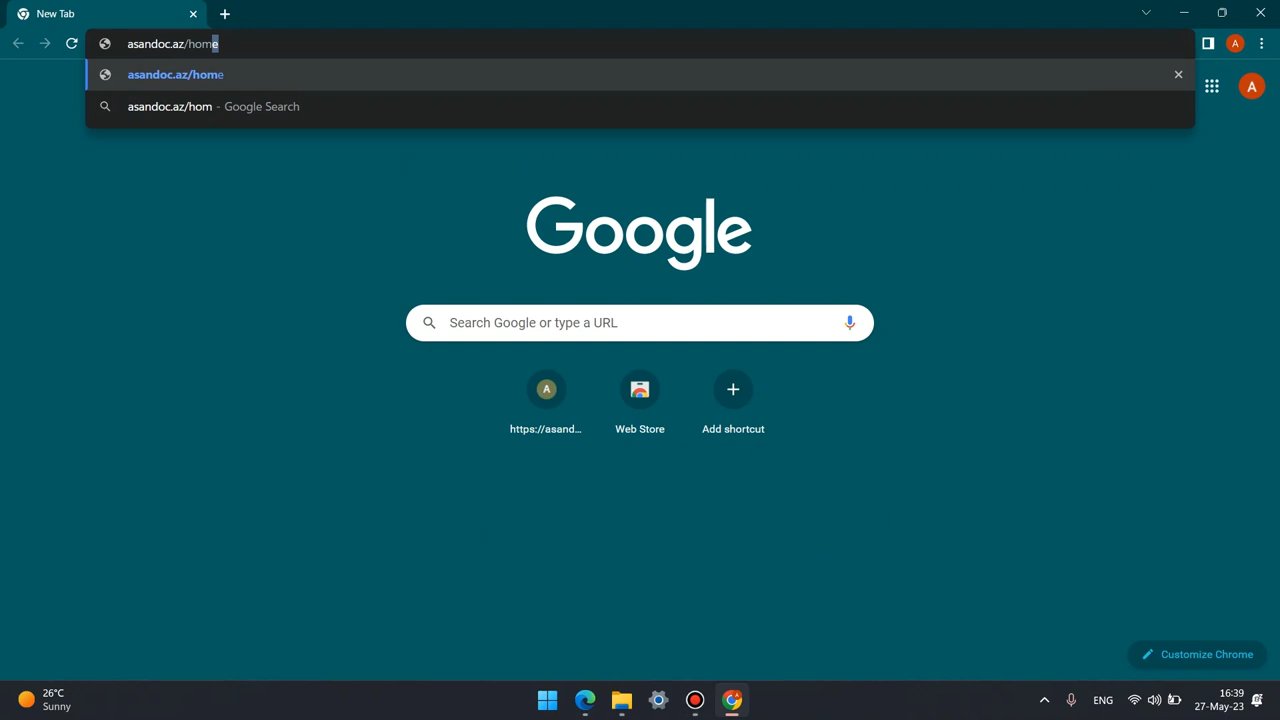 New Tab
asandoc.az/home
A
asandoc.az/home
asandoc.az/hom - Google Search
A
Google
Search Google or type a URL
A
https://asand...
Web Store
Add shortcut
Customize Chrome
26°C
Sunny
ENG
16:39
27-May-23